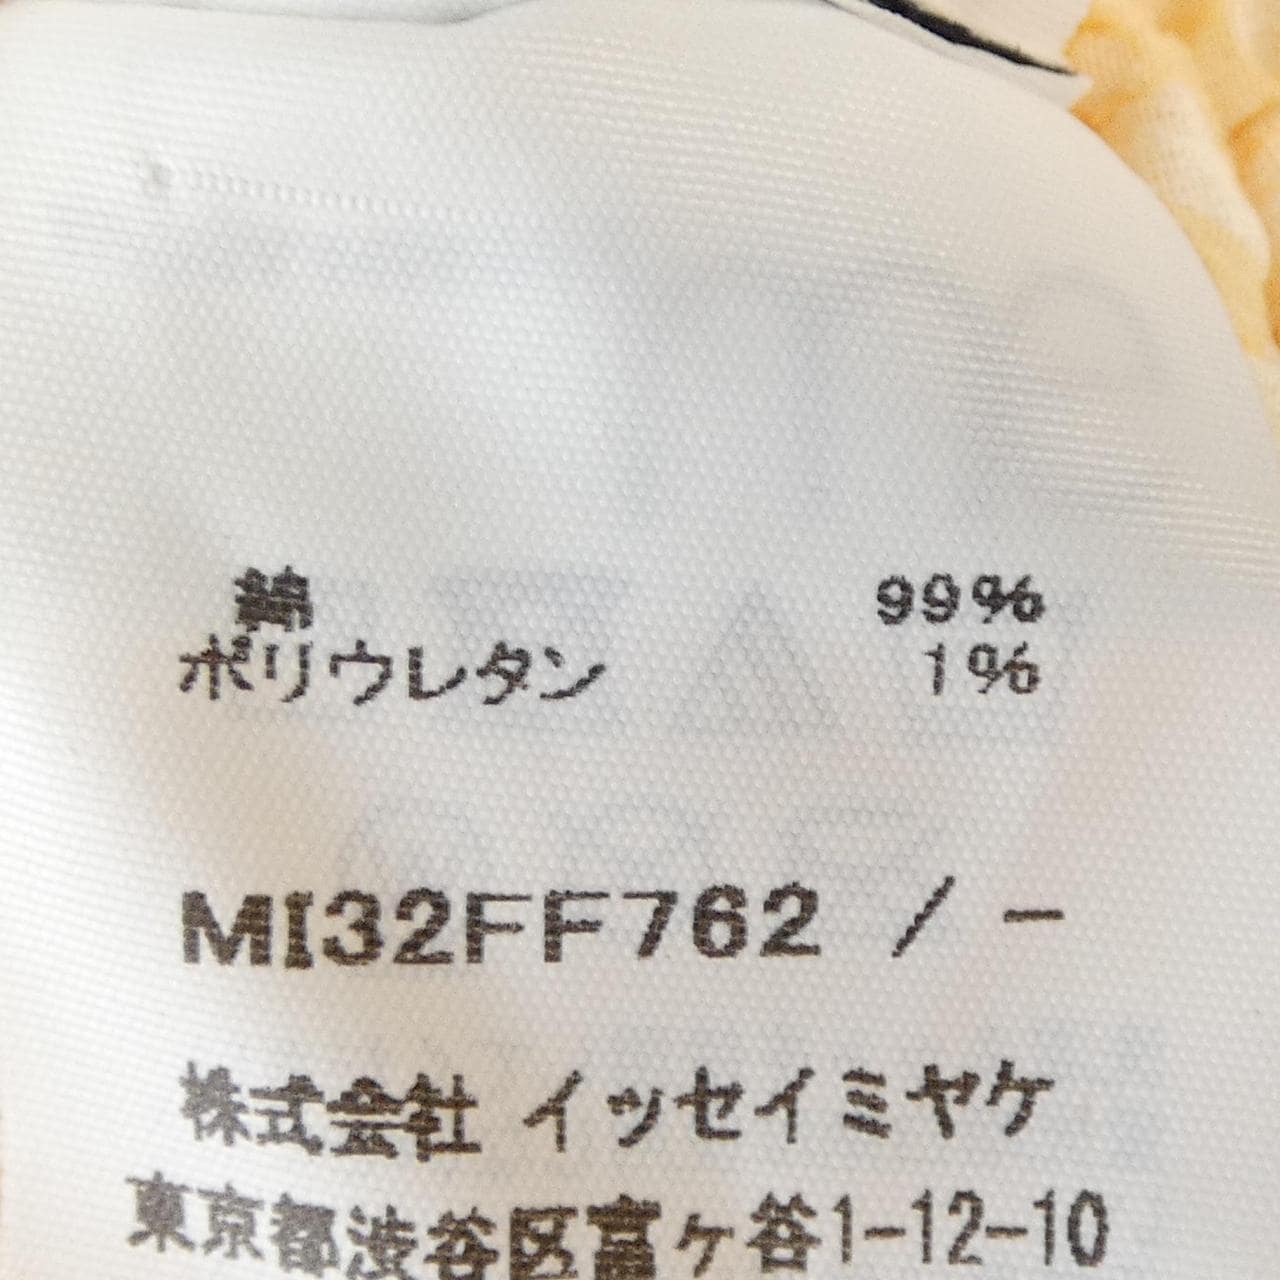 綿 99%
ポリウレタン 1%
MI32FF762 / -
株式会社 イッセイミヤケ
東京都渋谷区富ヶ谷1-12-10